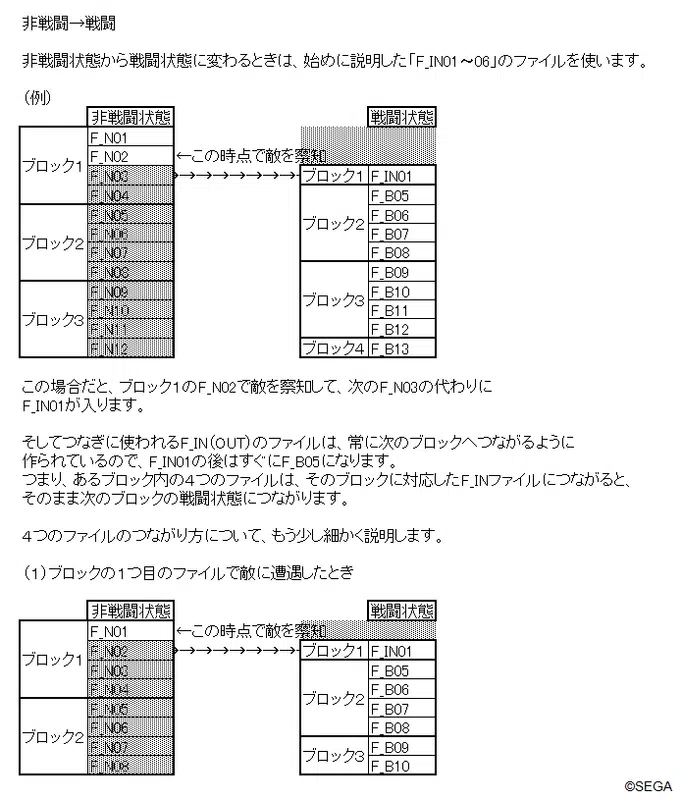 非戦闘→戦闘
非戦闘状態から戦闘状態に変わるときは、始めに説明した「F_IN01～06」のファイルを使います。
（例）
非戦闘状態 戦闘状態
ブロック1 F_N01
F_N02 ←この時点で敵を察知
F_N03 →→→→→→→→ ブロック1 F_IN01
F_N04 F_B05
ブロック2 F_N05 ブロック2 F_B06
F_N06 F_B07
F_N07 F_B08
F_N08 F_B09
ブロック3 F_N09 ブロック3 F_B10
F_N10 F_B11
F_N11 F_B12
F_N12 ブロック4 F_B13
この場合だと、ブロック1のF_N02で敵を察知して、次のF_N03の代わりに
F_IN01が入ります。
そしてつなぎに使われるF_IN（OUT）のファイルは、常に次のブロックへつながるように
作られているので、F_IN01の後はすぐにF_B05になります。
つまり、あるブロック内の4つのファイルは、そのブロックに対応したF_INファイルにつながると、
そのまま次のブロックの戦闘状態につながります。
4つのファイルのつながり方について、もう少し細かく説明します。
（1）ブロックの1つ目のファイルで敵に遭遇したとき
非戦闘状態 戦闘状態
ブロック1 F_N01 ←この時点で敵を察知
F_N02 →→→→→→→→ ブロック1 F_IN01
F_N03 F_B05
F_N04 ブロック2 F_B06
ブロック2 F_N05 F_B07
F_N06 F_B08
F_N07 ブロック3 F_B09
F_N08 F_B10
©SEGA